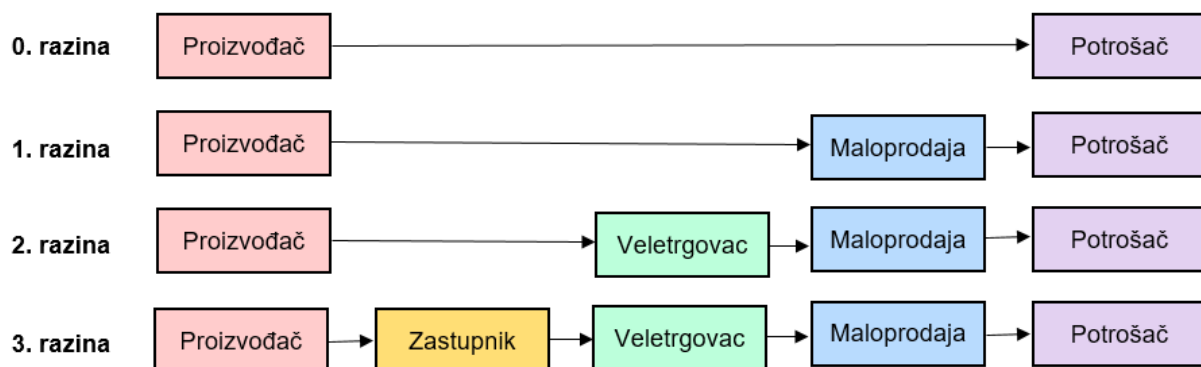 0. razina Proizvođač Potrošač
1. razina Proizvođač Maloprodaja Potrošač
2. razina Proizvođač Veletrgovac Maloprodaja Potrošač
3. razina Proizvođač Zastupnik Veletrgovac Maloprodaja Potrošač